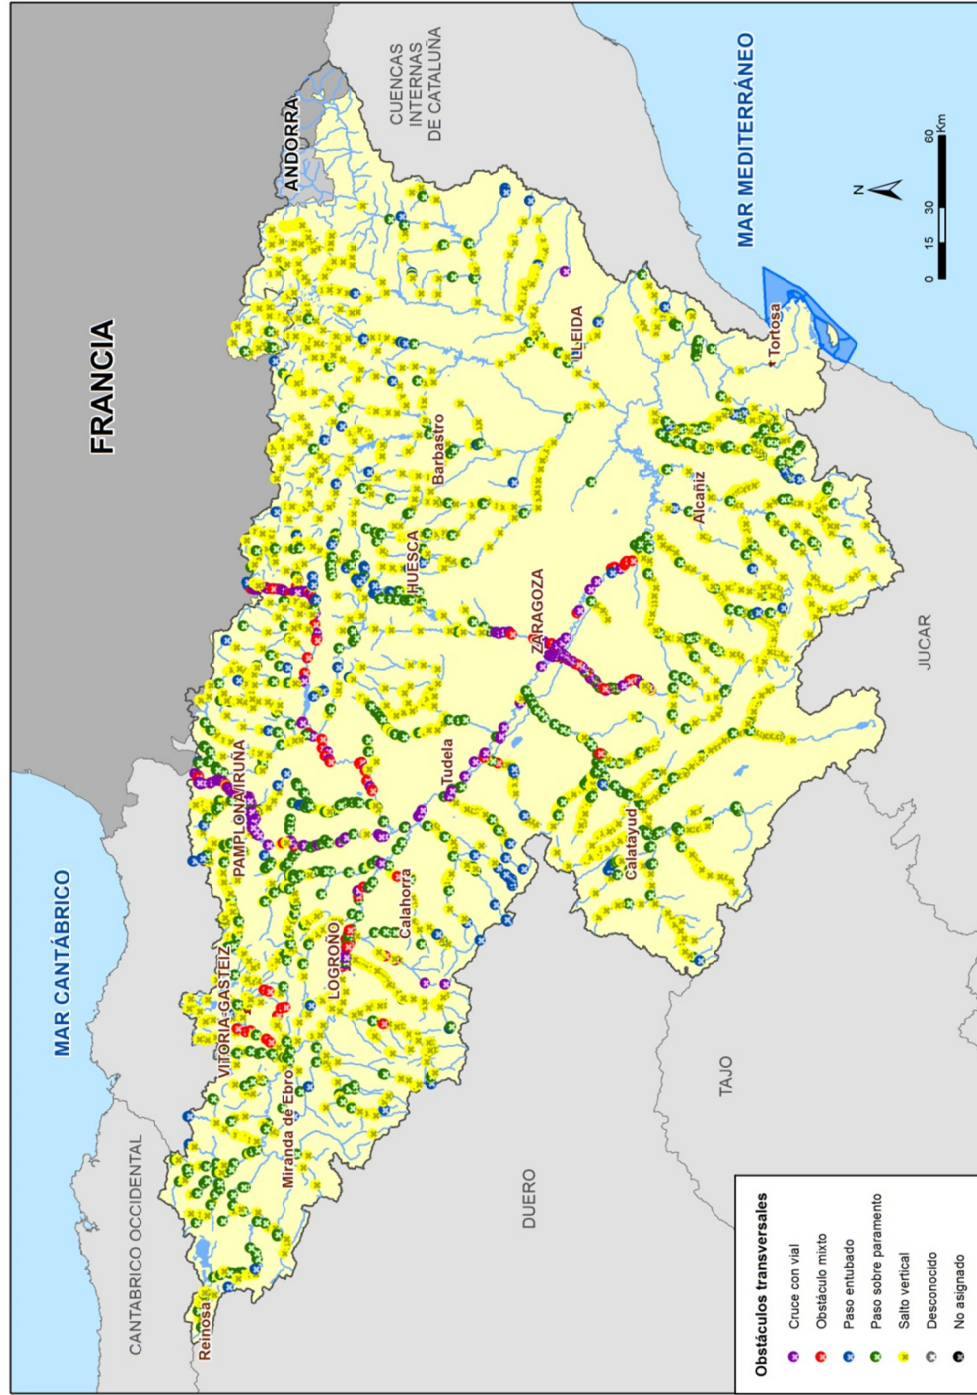 MAR CANTÁBRICO
FRANCIA
CANTÁBRICO OCCIDENTAL
ANDORRA
CUENCAS
INTERNAS
DE CATALUÑA
Reinosa
VITORIA-GASTEIZ
PAMPLONA/IRUÑA
Miranda de Ebro
LOGROÑO
Calahorra
HUESCA
Barbastro
Tudela
ZARAGOZA
LLEIDA
Calatayud
Alcañiz
Tortosa
MAR MEDITERRÁNEO
DUERO
TAJO
JUCAR
N
0 15 30 60
Km
Obstáculos transversales
Cruce con vial
Obstáculo mixto
Paso entubado
Paso sobre paramento
Salto vertical
Desconocido
No asignado